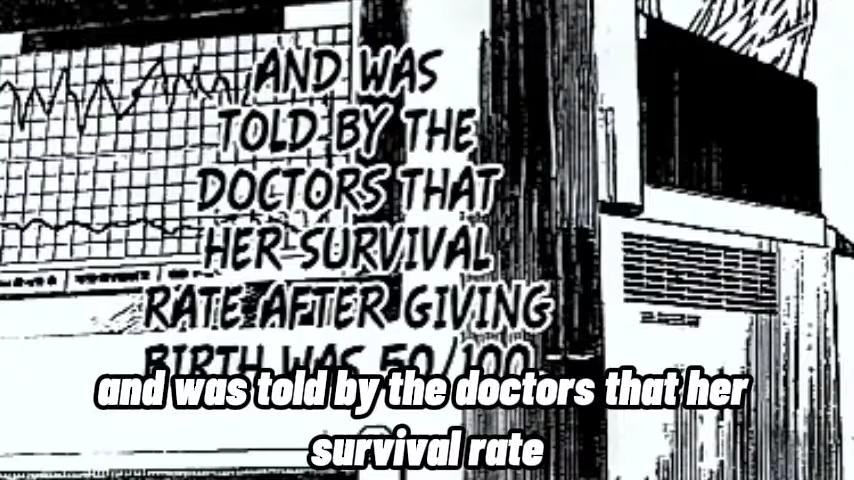 AND WAS
TOLD BY THE
DOCTORS THAT
HER SURVIVAL
RATE AFTER GIVING
BIRTH WAS 50/100
and was told by the doctors that her
survival rate